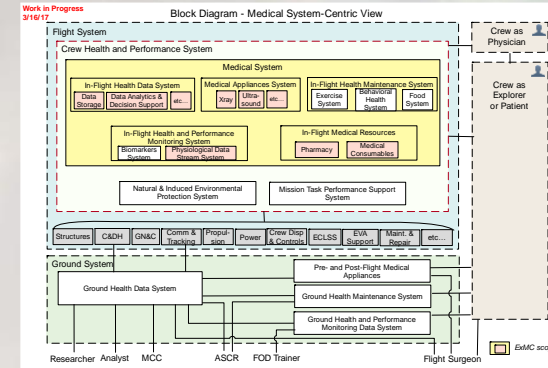 Work in Progress
3/16/17
Block Diagram - Medical System-Centric View
Flight System
Crew Health and Performance System
Medical System
In-Flight Health Data System
Data
Storage
Data Analytics &
Decision Support
etc...
Medical Appliances System
Xray
Ultra-
sound
etc...
In-Flight Health Maintenance System
Exercise
System
Behavioral
Health
System
Food
System
In-Flight Health and Performance
Monitoring System
Biomarkers
System
Physiological Data
Stream System
In-Flight Medical Resources
Pharmacy
Medical
Consumables
Natural & Induced Environmental
Protection System
Mission Task Performance Support
System
Structures
C&DH
GN&C
Comm &
Tracking
Propul-
sion
Power
Crew Disp
& Controls
ECLSS
EVA
Support
Maint. &
Repair
etc...
Crew as
Physician
Crew as
Explorer
or Patient
Ground System
Ground Health Data System
Pre- and Post-Flight Medical
Appliances
Ground Health Maintenance System
Ground Health and Performance
Monitoring Data System
Researcher
Analyst
MCC
ASCR
FOD Trainer
Flight Surgeon
ExMC